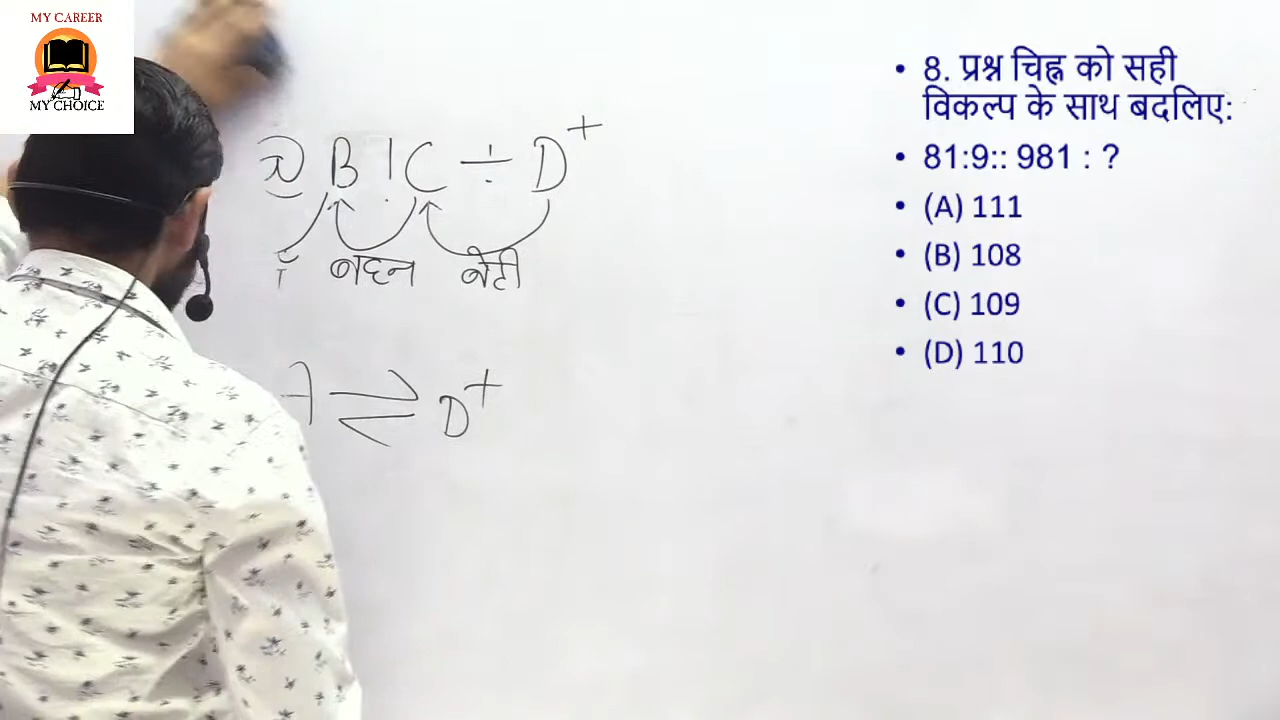 MY CAREER
MY CHOICE
B ! C ÷ D+
बहन बेटी
⇌ D+
• 8. प्रश्न चिह्न को सही
विकल्प के साथ बदलिए:
• 81:9:: 981 : ?
• (A) 111
• (B) 108
• (C) 109
• (D) 110